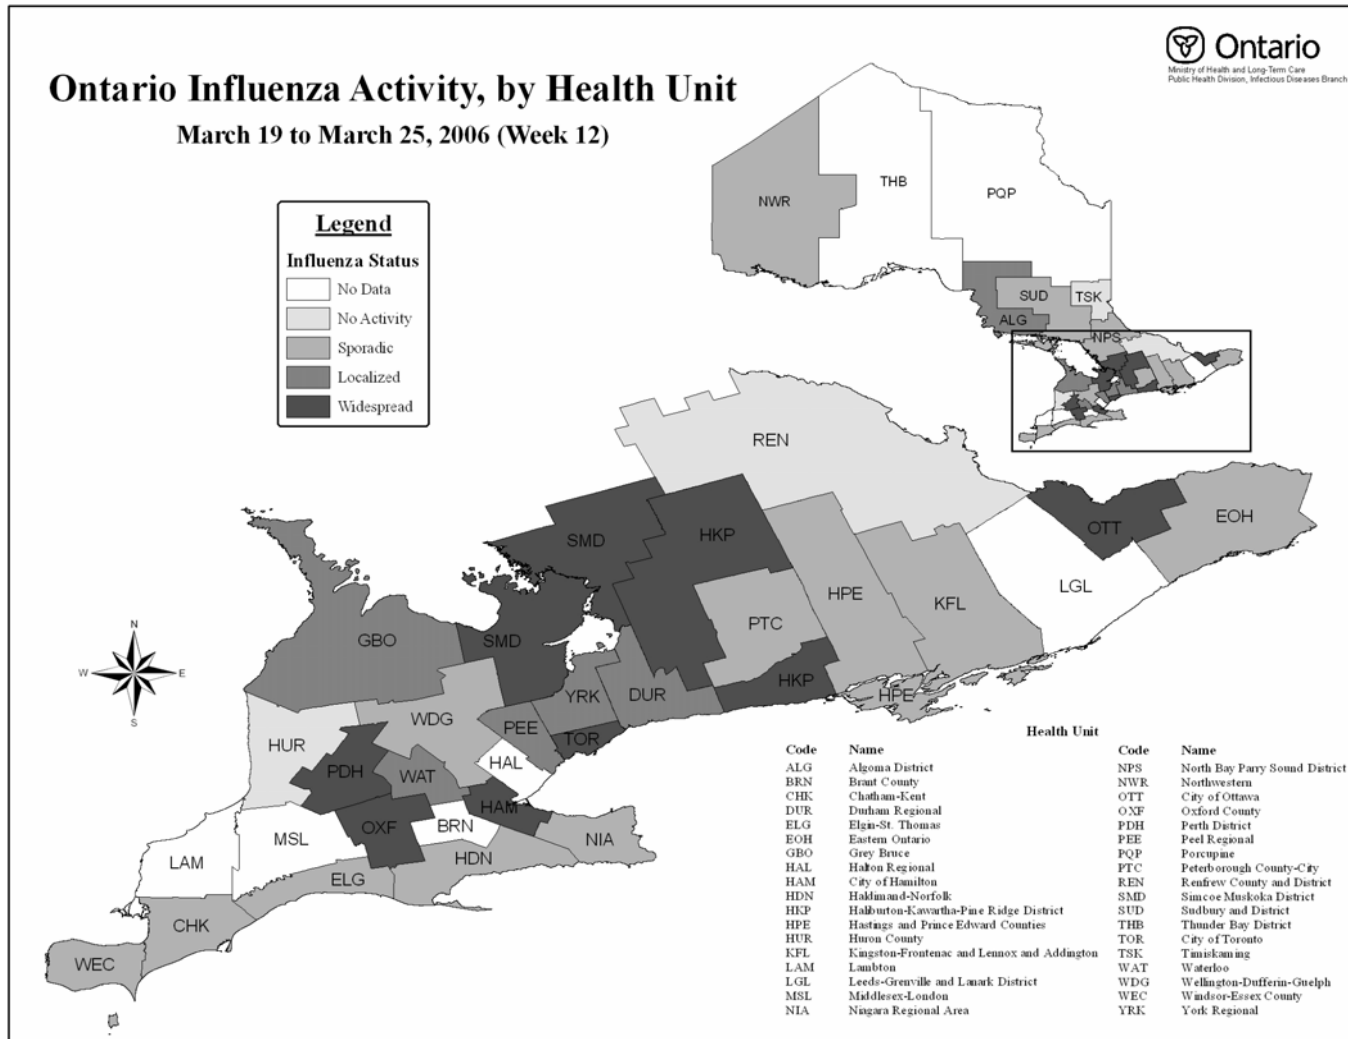 Ontario
Ministry of Health and Long-Term Care
Public Health Division, Infectious Diseases Branch
Ontario Influenza Activity, by Health Unit
March 19 to March 25, 2006 (Week 12)
Legend
Influenza Status
No Data
No Activity
Sporadic
Localized
Widespread
NWR
THB
PQP
SUD
TSK
ALG
NPS
REN
SMD
HKP
OTT
EOH
LGL
HPE
KFL
PTC
GBO
SMD
YRK
DUR
HKP
HPE
WDG
PEE
TOR
HUR
PDH
WAT
HAL
HAM
OXF
BRN
MSL
NIA
LAM
HDN
ELG
CHK
WEC
N
W
E
S
Health Unit
Code Name Code Name
ALG Algoma District NPS North Bay Parry Sound District
BRN Brant County NWR Northwestern
CHK Chatham-Kent OTT City of Ottawa
DUR Durham Regional OXF Oxford County
ELG Elgin-St. Thomas PDH Perth District
EOH Eastern Ontario PEE Peel Regional
GBO Grey Bruce PQP Porcupine
HAL Halton Regional PTC Peterborough County-City
HAM City of Hamilton REN Renfrew County and District
HDN Haldimand-Norfolk SMD Simcoe Muskoka District
HKP Haliburton-Kawartha-Pine Ridge District SUD Sudbury and District
HPE Hastings and Prince Edward Counties THB Thunder Bay District
HUR Huron County TOR City of Toronto
KFL Kingston-Frontenac and Lennox and Addington TSK Timiskaming
LAM Lambton WAT Waterloo
LGL Leeds-Grenville and Lanark District WDG Wellington-Dufferin-Guelph
MSL Middlesex-London WEC Windsor-Essex County
NIA Niagara Regional Area YRK York Regional